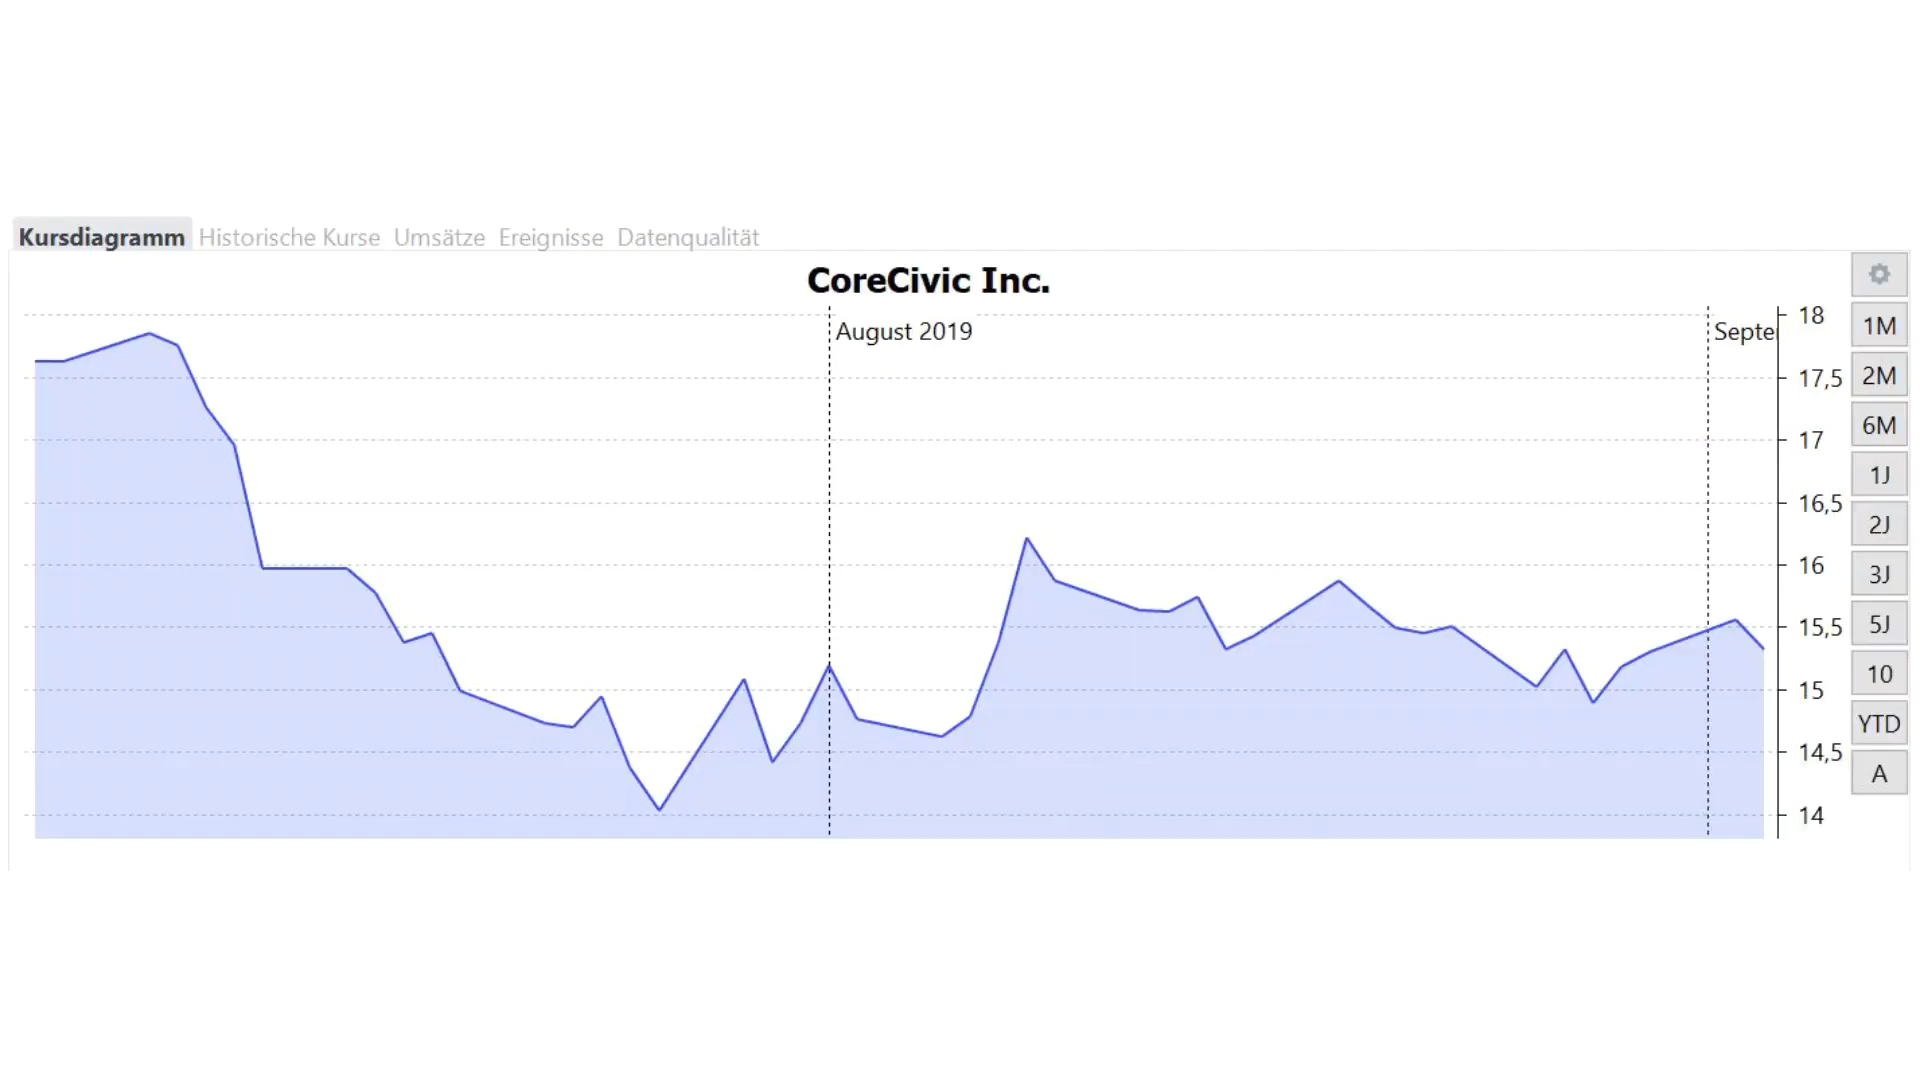 Kursdiagramm Historische Kurse Umsätze Ereignisse Datenqualität
CoreCivic Inc.
August 2019
Septe
18
17,5
17
16,5
16
15,5
15
14,5
14
1M
2M
6M
1J
2J
3J
5J
10
YTD
A